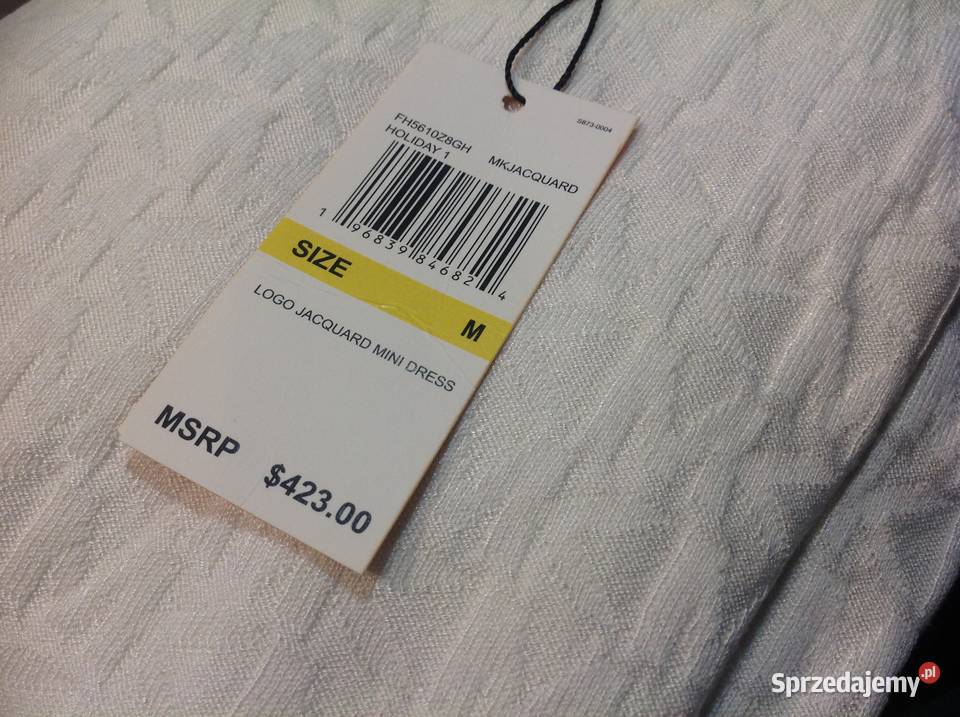 S873-0004
FH5610Z8GH
HOLIDAY 1 MKJACQUARD
1 96839 84682 4
SIZE M
LOGO JACQUARD MINI DRESS
MSRP $423.00
Sprzedajemy.pl